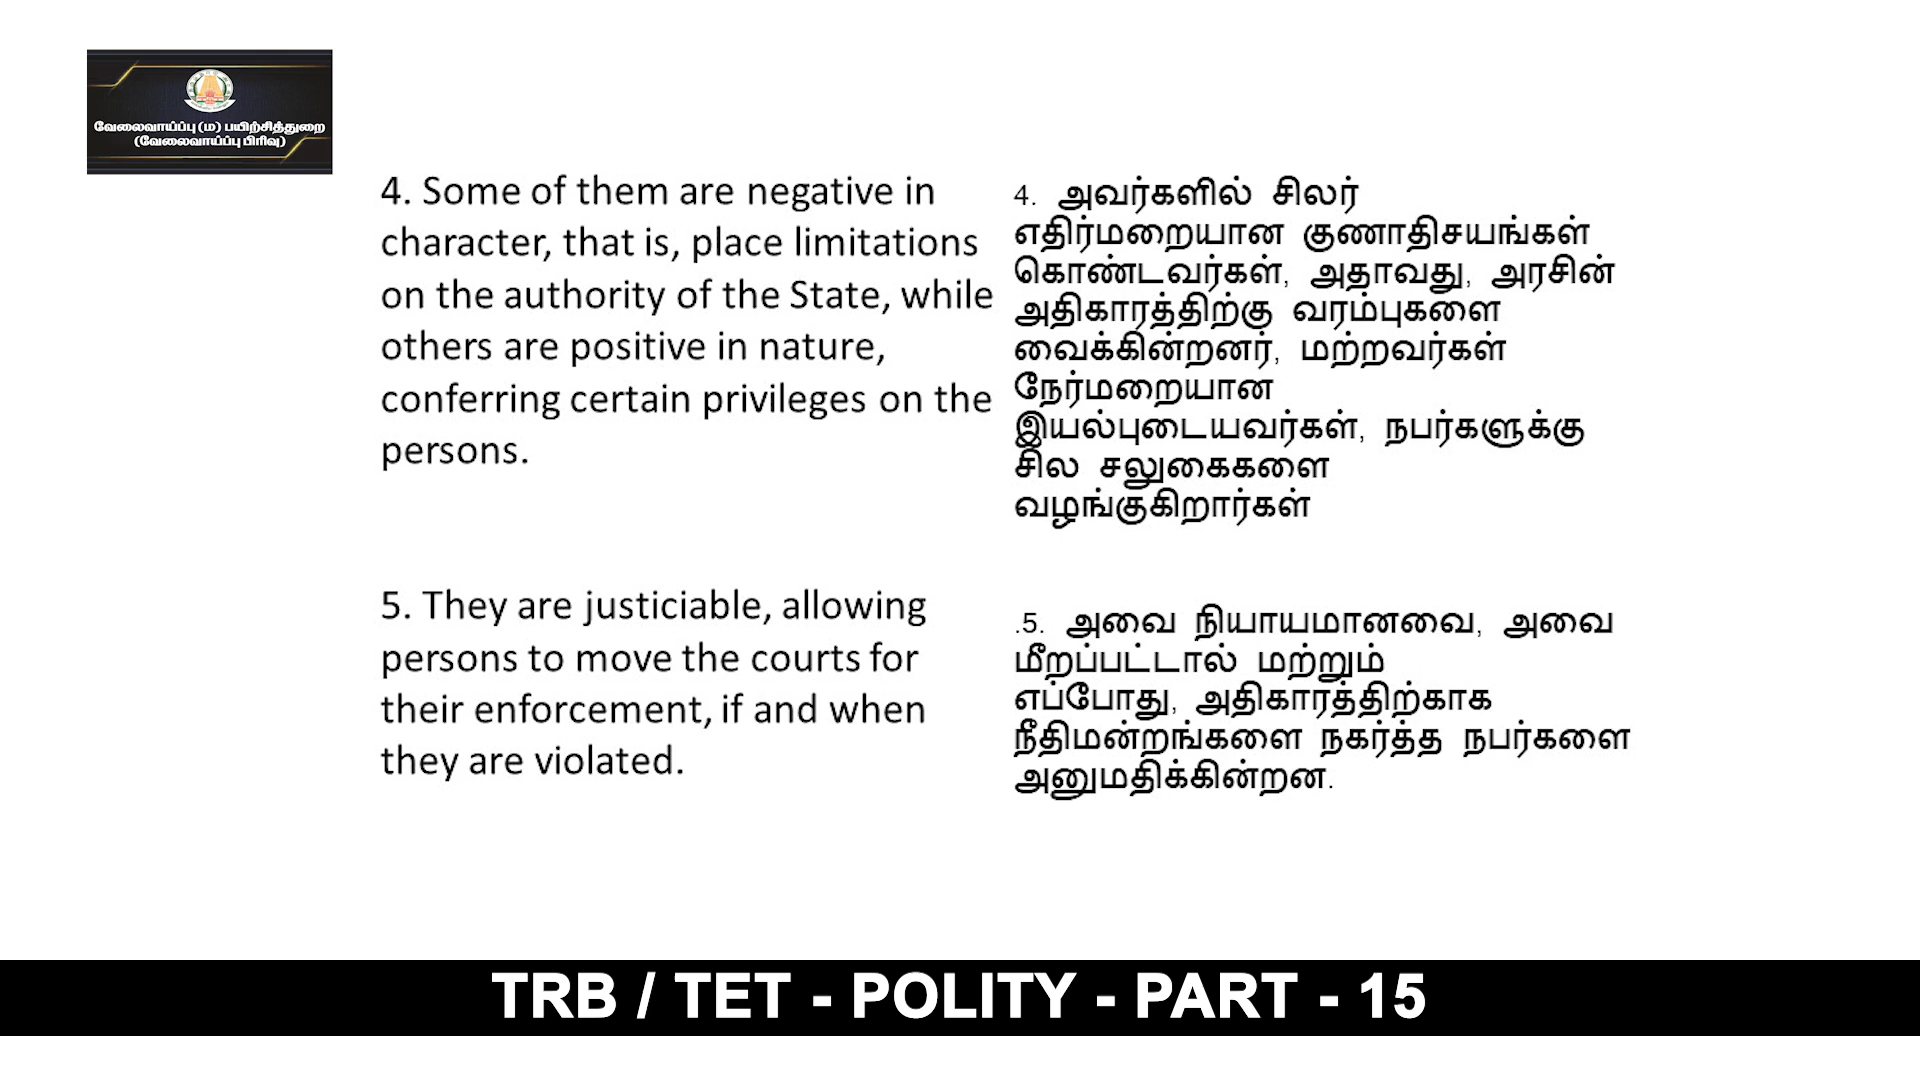 வேலைவாய்ப்பு (ம) பயிற்சித்துறை
(வேலைவாய்ப்பு பிரிவு)
4. Some of them are negative in
character, that is, place limitations
on the authority of the State, while
others are positive in nature,
conferring certain privileges on the
persons.
5. They are justiciable, allowing
persons to move the courts for
their enforcement, if and when
they are violated.
4. அவர்களில் சிலர்
எதிர்மறையான குணாதிசயங்கள்
கொண்டவர்கள், அதாவது, அரசின்
அதிகாரத்திற்கு வரம்புகளை
வைக்கின்றனர், மற்றவர்கள்
நேர்மறையான
இயல்புடையவர்கள், நபர்களுக்கு
சில சலுகைகளை
வழங்குகிறார்கள்
.5. அவை நியாயமானவை, அவை
மீறப்பட்டால் மற்றும்
எப்போது, அதிகாரத்திற்காக
நீதிமன்றங்களை நகர்த்த நபர்களை
அனுமதிக்கின்றன.
TRB / TET - POLITY - PART - 15